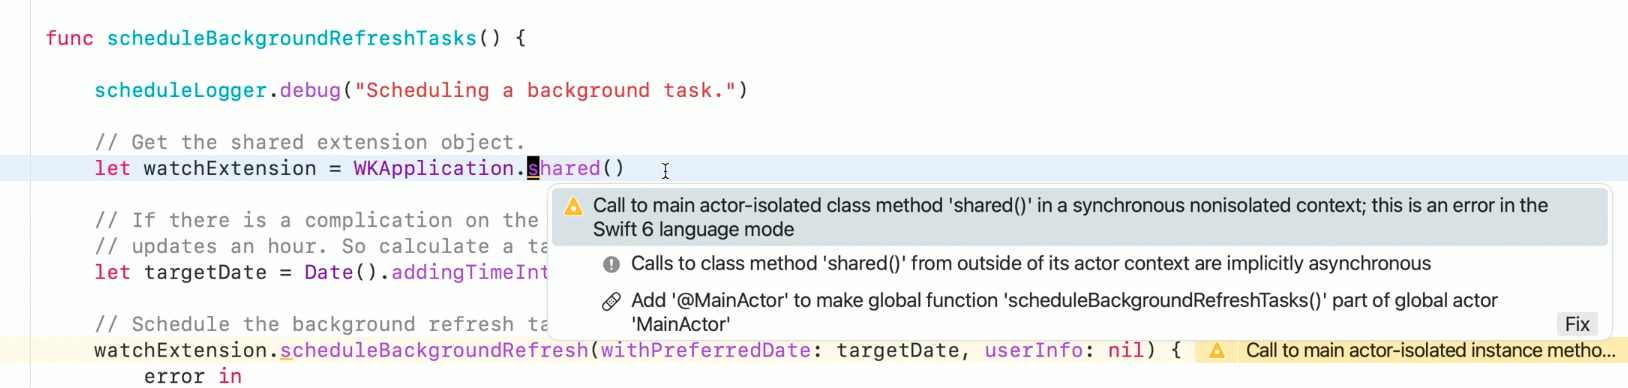 func scheduleBackgroundRefreshTasks() {
scheduleLogger.debug("Scheduling a background task.")
// Get the shared extension object.
let watchExtension = WKApplication.shared()
Call to main actor-isolated class method 'shared()' in a synchronous nonisolated context; this is an error in the
Swift 6 language mode
// If there is a complication on the
// updates an hour. So calculate a ta
Calls to class method 'shared()' from outside of its actor context are implicitly asynchronous
let targetDate = Date().addingTimeInt
Add '@MainActor' to make global function 'scheduleBackgroundRefreshTasks()' part of global actor
'MainActor'
Fix
// Schedule the background refresh ta
watchExtension.scheduleBackgroundRefresh(withPreferredDate: targetDate, userInfo: nil) { Call to main actor-isolated instance metho...
error in